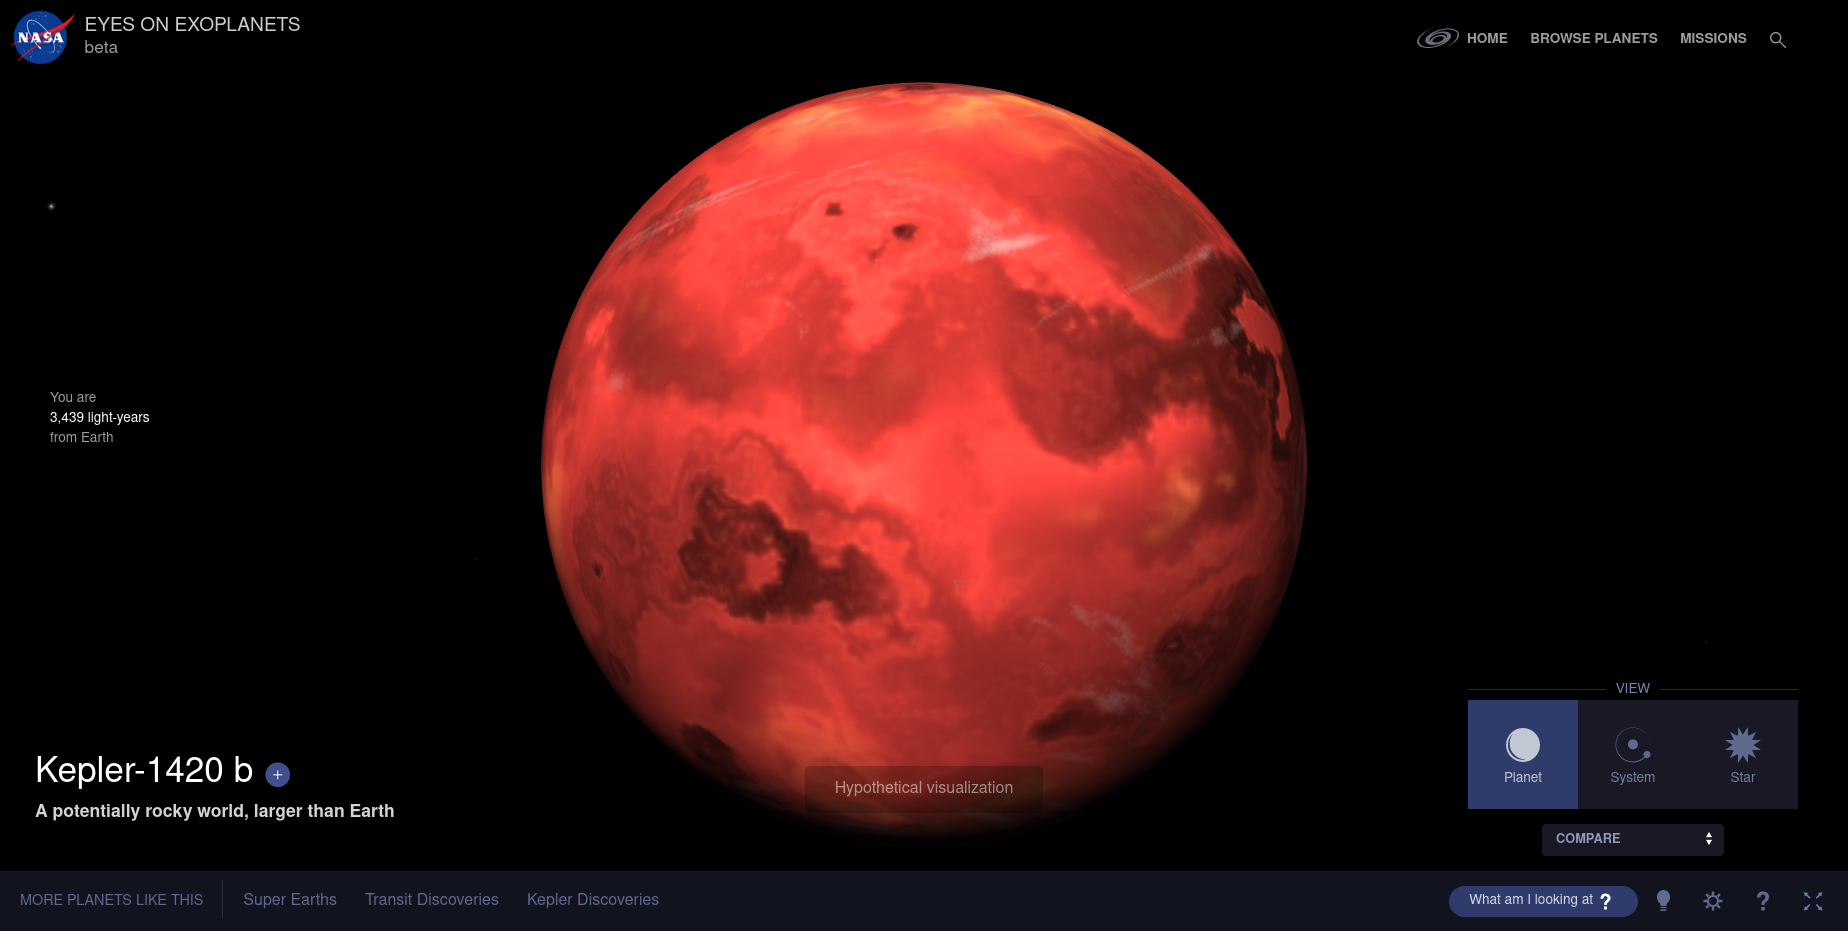 NASA
EYES ON EXOPLANETS
beta
HOME
BROWSE PLANETS
MISSIONS
You are
3,439 light-years
from Earth
VIEW
Planet
System
Star
Kepler-1420 b +
A potentially rocky world, larger than Earth
Hypothetical visualization
COMPARE
MORE PLANETS LIKE THIS
Super Earths
Transit Discoveries
Kepler Discoveries
What am I looking at ?
?